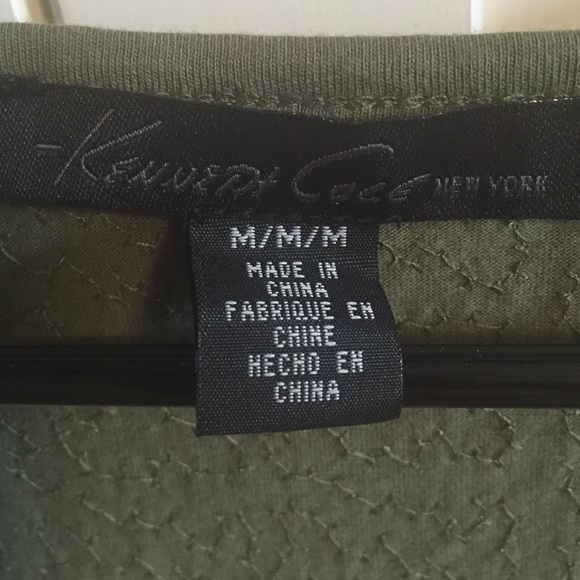 -Kenneth Cole NEW YORK
M/M/M
MADE IN
CHINA
FABRIQUE EN
CHINE
HECHO EN
CHINA